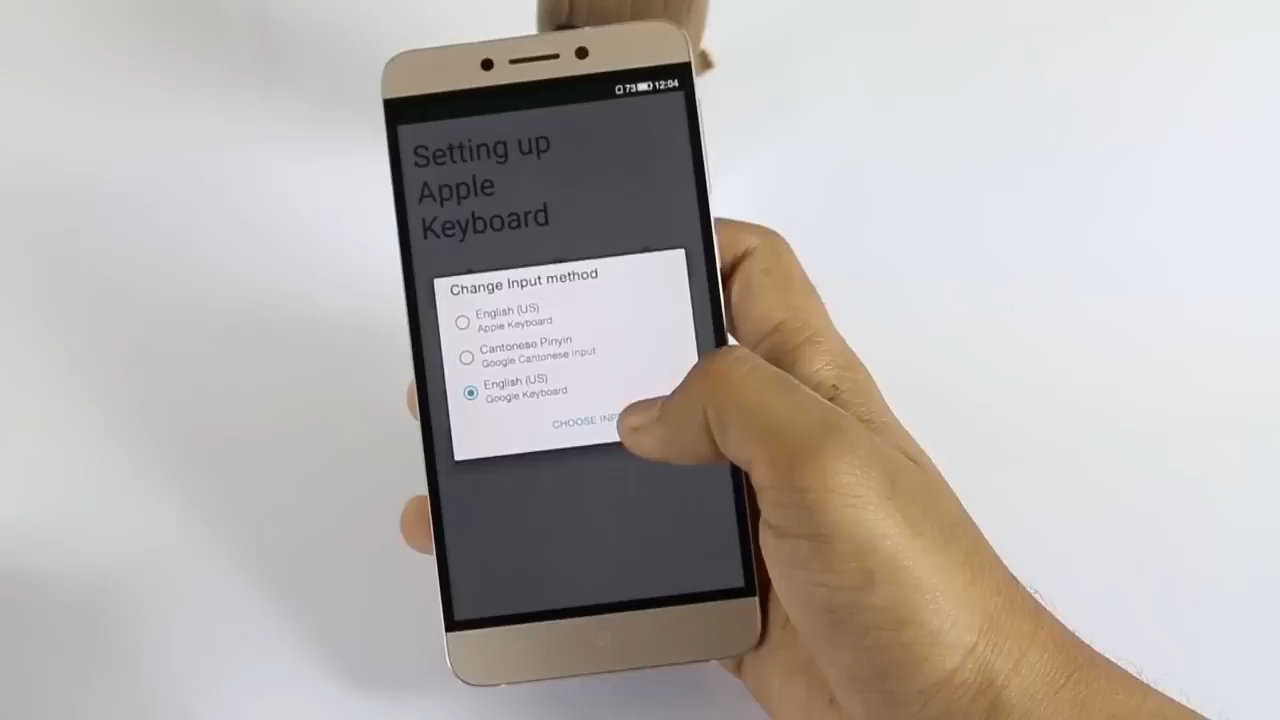 73 12:04
Setting up
Apple
Keyboard
Change Input method
English (US)
Apple Keyboard
Cantonese Pinyin
Google Cantonese Input
English (US)
Google Keyboard
CHOOSE